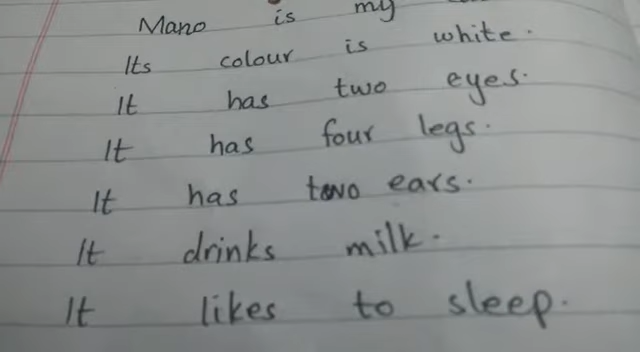 Mano is my
Its colour is white.
It has two eyes.
It has four legs.
It has two ears.
It drinks milk.
It likes to sleep.